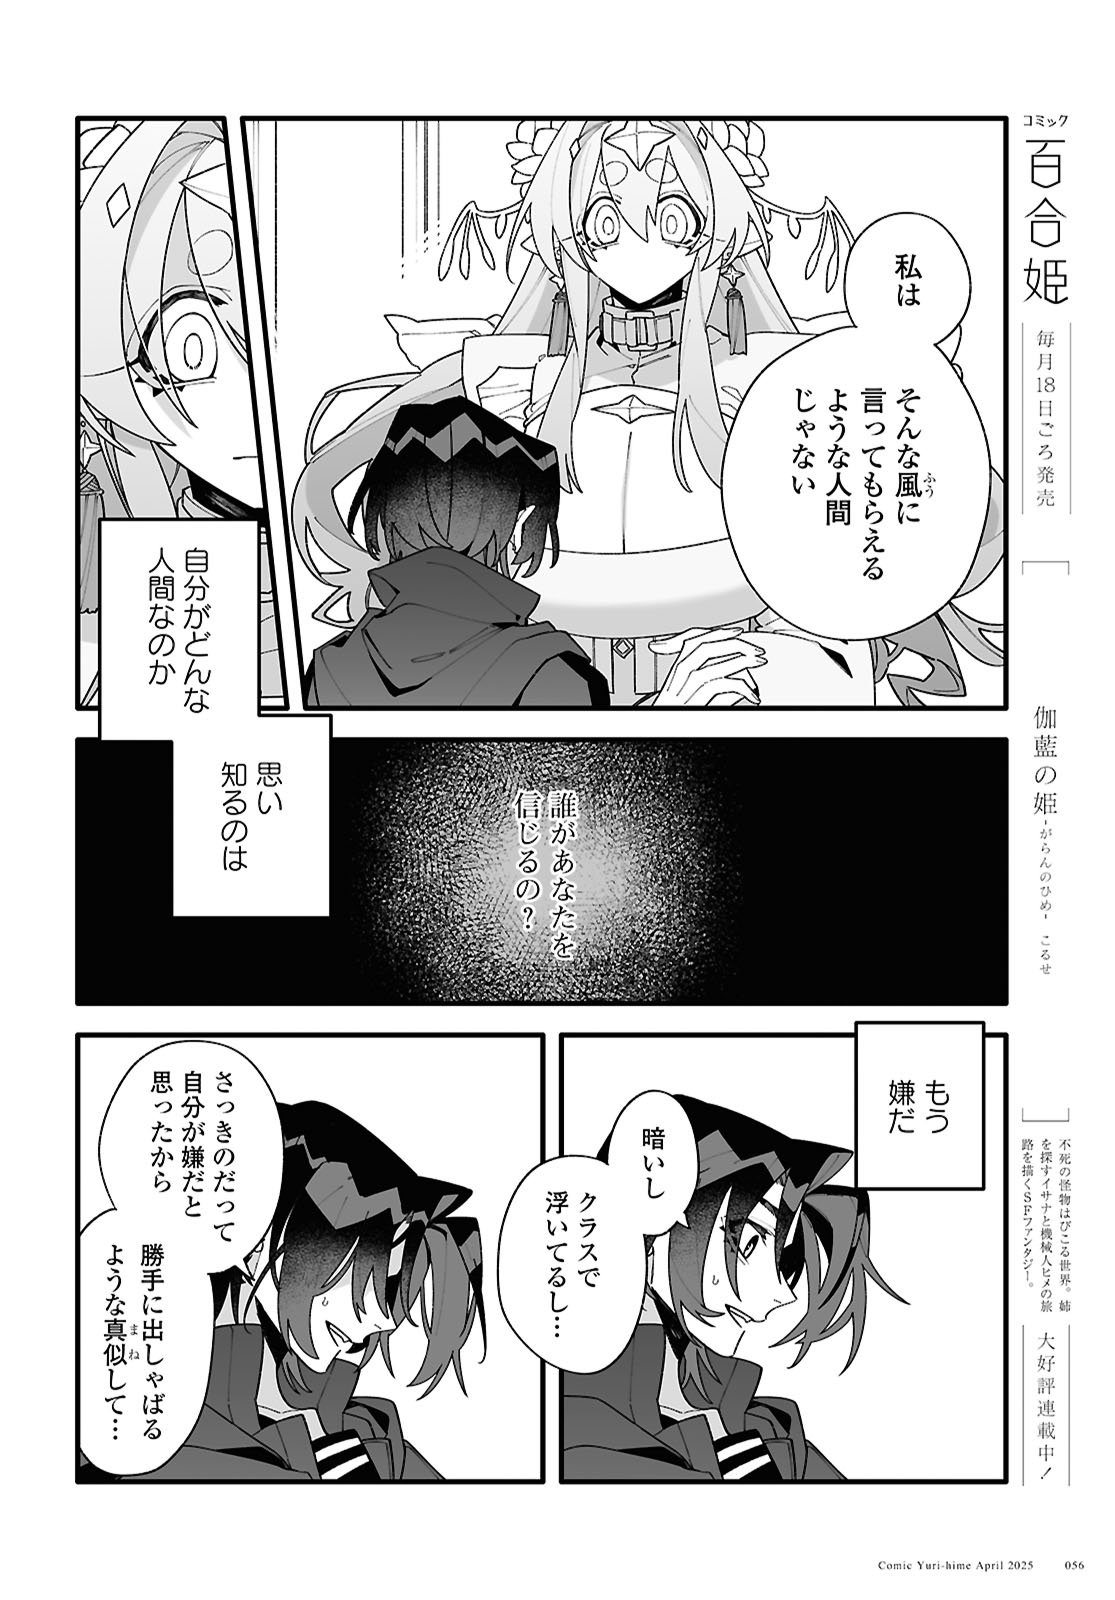 私は
そんな風に
ふう
言ってもらえる
ような人間
じゃない
自分がどんな
人間なのか
思い
知るのは
誰があなたを
信じるの?
もう
嫌だ
暗いし
クラスで
浮いてるし…
さっきのだって
自分が嫌だと
思ったから
勝手に出しゃばる
ような真似して…
まね
コミック
百合姫
毎月18日ごろ発売
伽藍の姫-がらんのひめ- こるせ
不死の怪物はびこる世界。姉
を探すイサナと機械人ヒメの旅
路を描くSFファンタジー。
大好評連載中!
Comic Yuri-hime April 2025 056